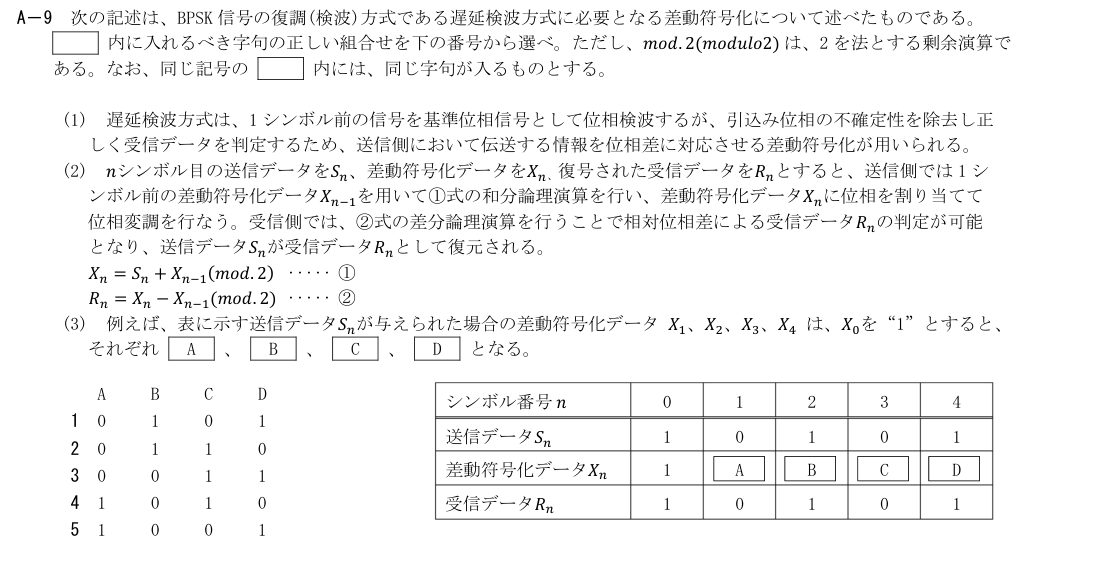 A－9 次の記述は、BPSK 信号の復調(検波)方式である遅延検波方式に必要となる差動符号化について述べたものである。
内に入れるべき字句の正しい組合せを下の番号から選べ。ただし、mod.2(modulo2) は、2 を法とする剰余演算で
ある。なお、同じ記号の 内には、同じ字句が入るものとする。
(1) 遅延検波方式は、1 シンボル前の信号を基準位相信号として位相検波するが、引込み位相の不確定性を除去し正
しく受信データを判定するため、送信側において伝送する情報を位相差に対応させる差動符号化が用いられる。
(2) nシンボル目の送信データをSₙ、差動符号化データをXₙ、復号された受信データをRₙとすると、送信側では 1 シ
ンボル前の差動符号化データXₙ₋₁を用いて①式の和分論理演算を行い、差動符号化データXₙに位相を割り当てて
位相変調を行なう。受信側では、②式の差分論理演算を行うことで相対位相差による受信データRₙの判定が可能
となり、送信データSₙが受信データRₙとして復元される。
Xₙ = Sₙ + Xₙ₋₁(mod. 2) ····· ①
Rₙ = Xₙ − Xₙ₋₁(mod. 2) ····· ②
(3) 例えば、表に示す送信データSₙが与えられた場合の差動符号化データ X₁、X₂、X₃、X₄ は、X₀を “1” とすると、
それぞれ A 、 B 、 C 、 D となる。
A B C D
1 0 1 0 1
2 0 1 1 0
3 0 0 1 1
4 1 0 1 0
5 1 0 0 1
シンボル番号 n 0 1 2 3 4
送信データSₙ 1 0 1 0 1
差動符号化データXₙ 1 A B C D
受信データRₙ 1 0 1 0 1